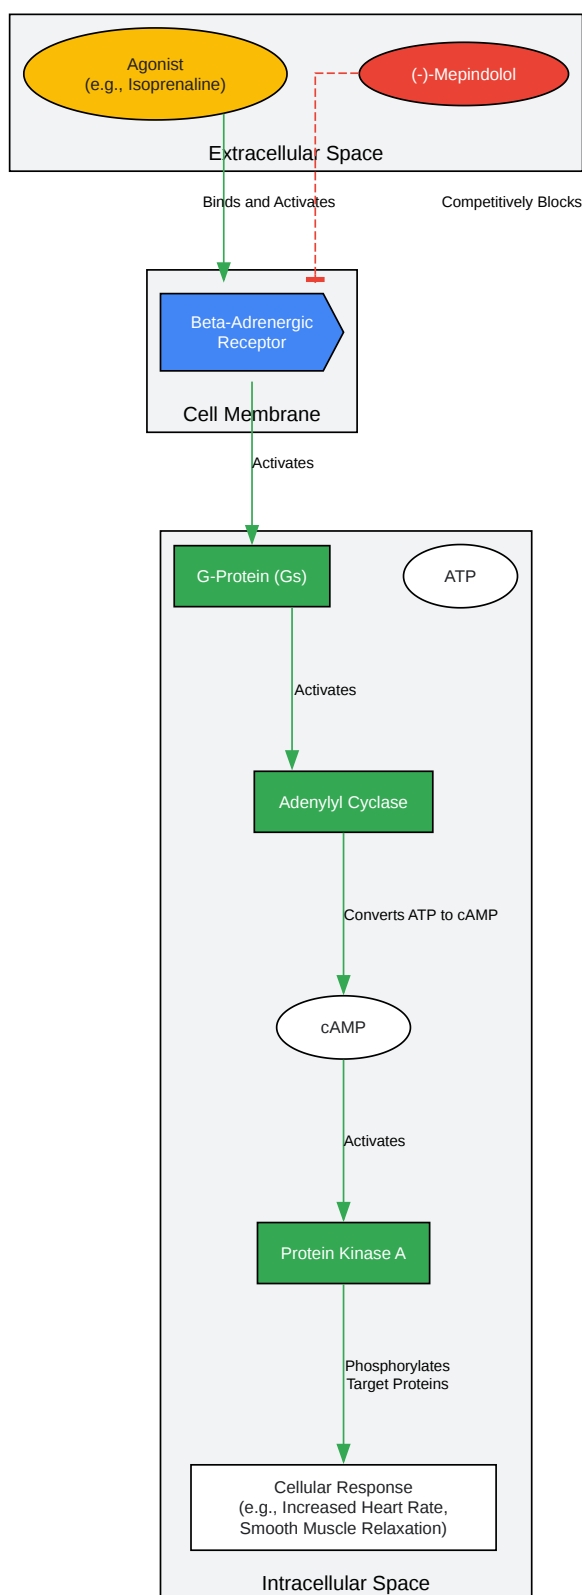 Agonist
(e.g., Isoprenaline)
(-)-Mepindolol
Extracellular Space
Binds and Activates
Competitively Blocks
Beta-Adrenergic
Receptor
Cell Membrane
Activates
G-Protein (Gs)
ATP
Activates
Adenylyl Cyclase
Converts ATP to cAMP
cAMP
Activates
Protein Kinase A
Phosphorylates
Target Proteins
Cellular Response
(e.g., Increased Heart Rate,
Smooth Muscle Relaxation)
Intracellular Space